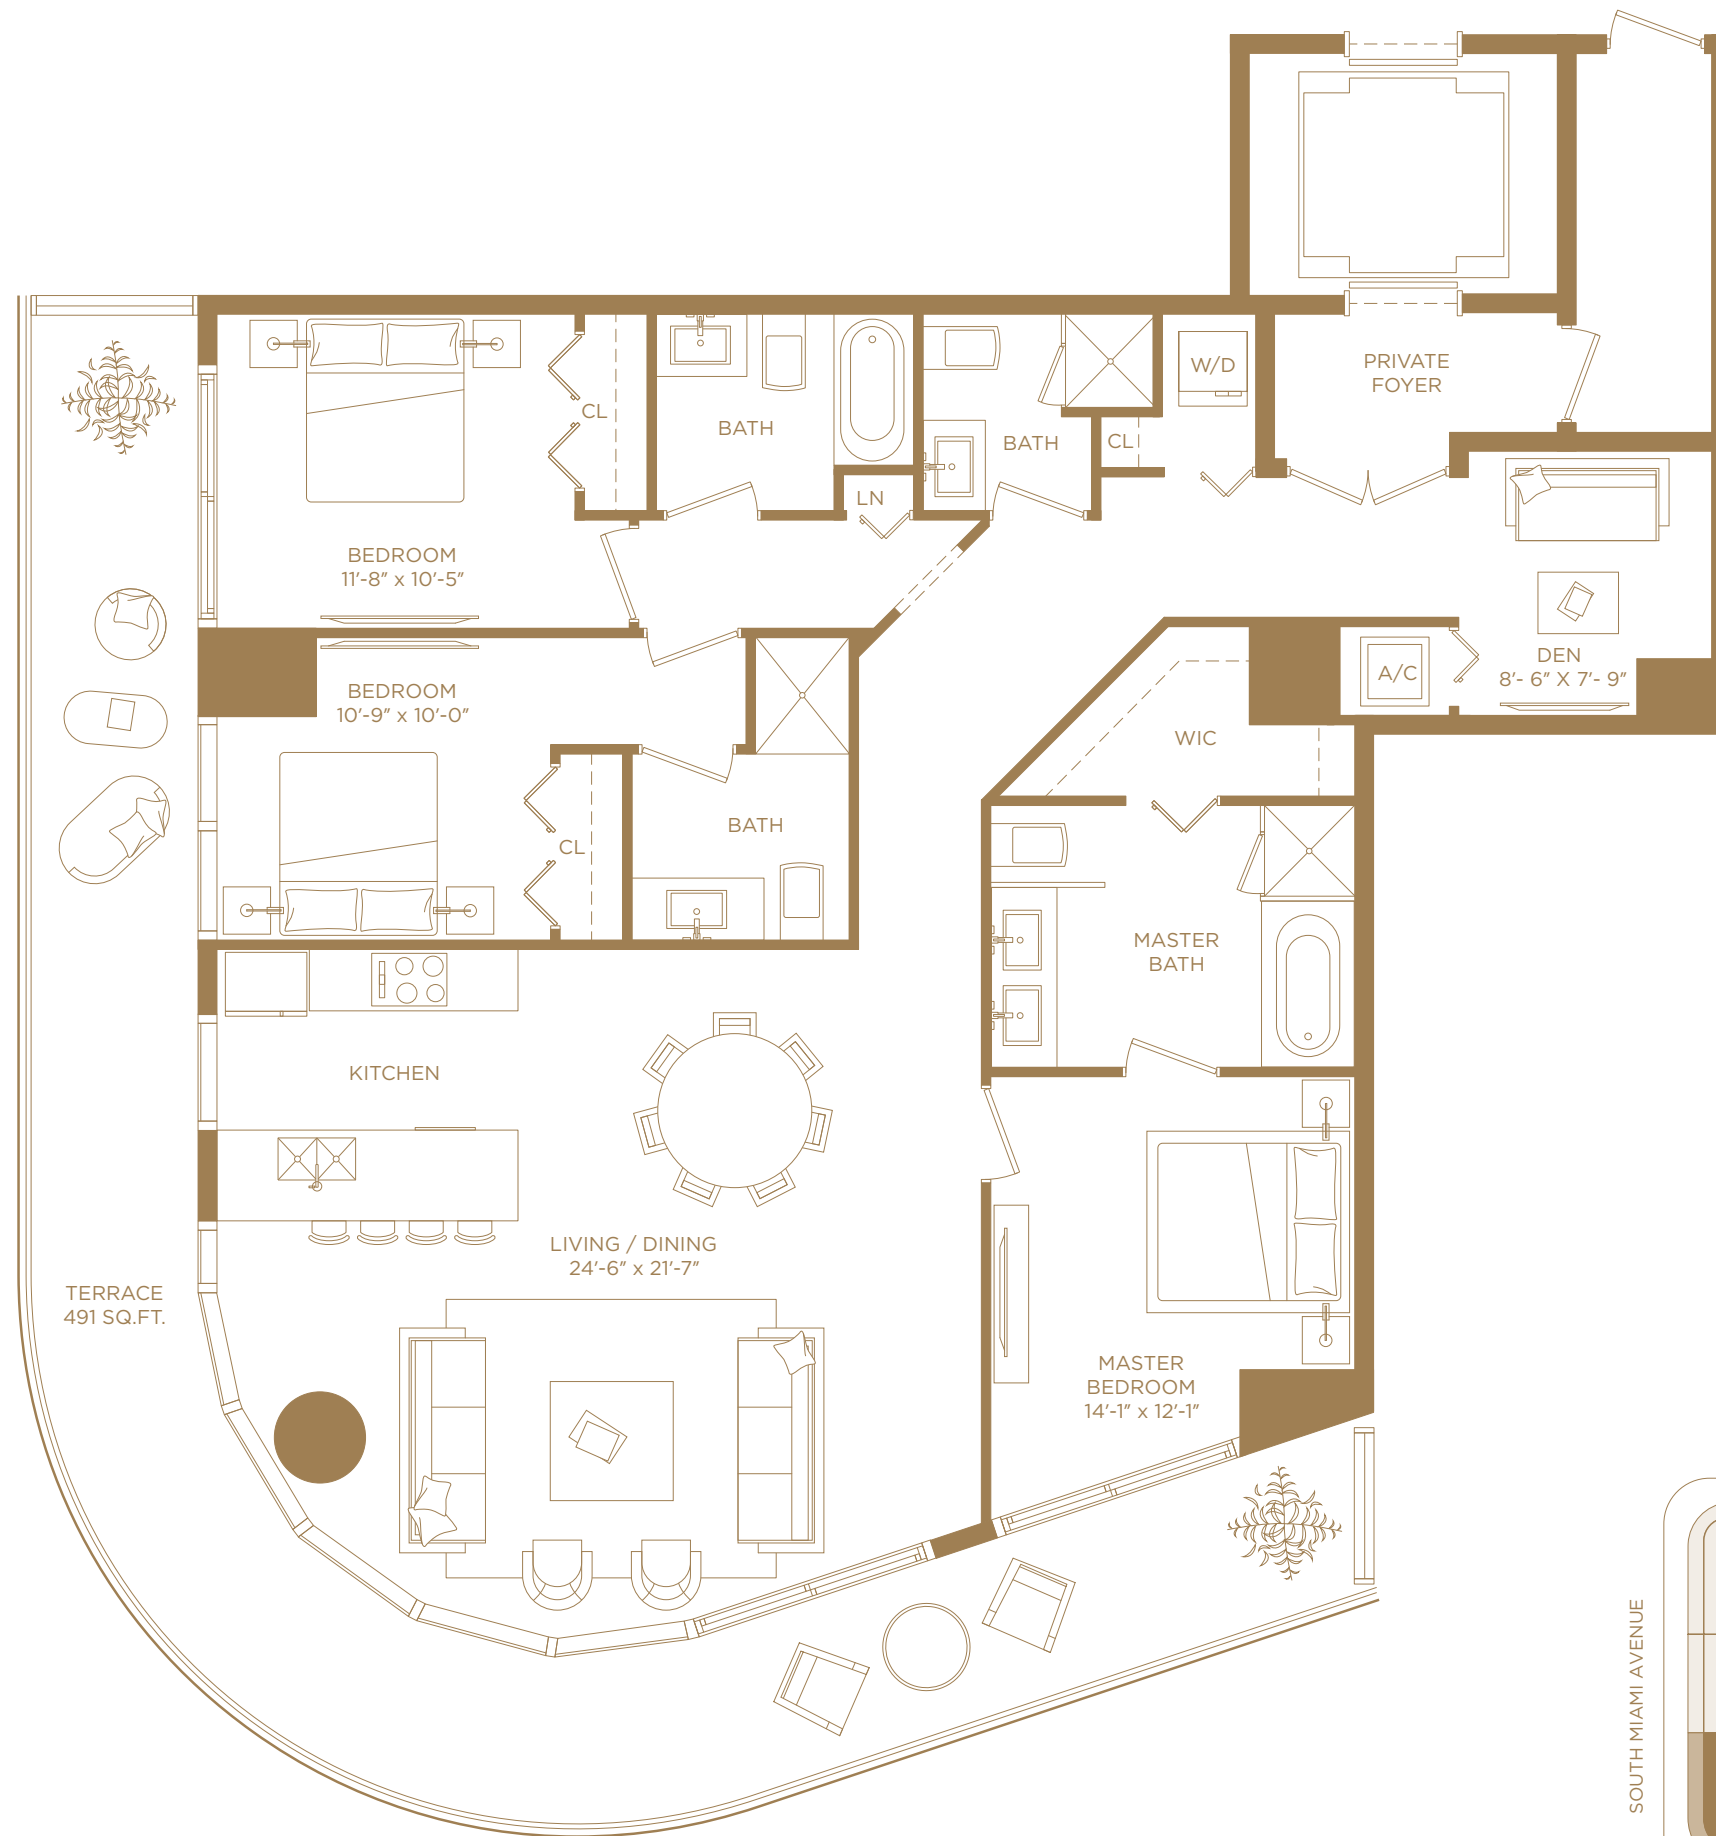 PRIVATE
FOYER
W/D
CL
BATH
BATH
CL
LN
BEDROOM
11'-8" x 10'-5"
DEN
8'- 6" X 7'- 9"
A/C
BEDROOM
10'-9" x 10'-0"
WIC
BATH
CL
MASTER
BATH
KITCHEN
LIVING / DINING
24'-6" x 21'-7"
TERRACE
491 SQ.FT.
MASTER
BEDROOM
14'-1" x 12'-1"
SOUTH MIAMI AVENUE